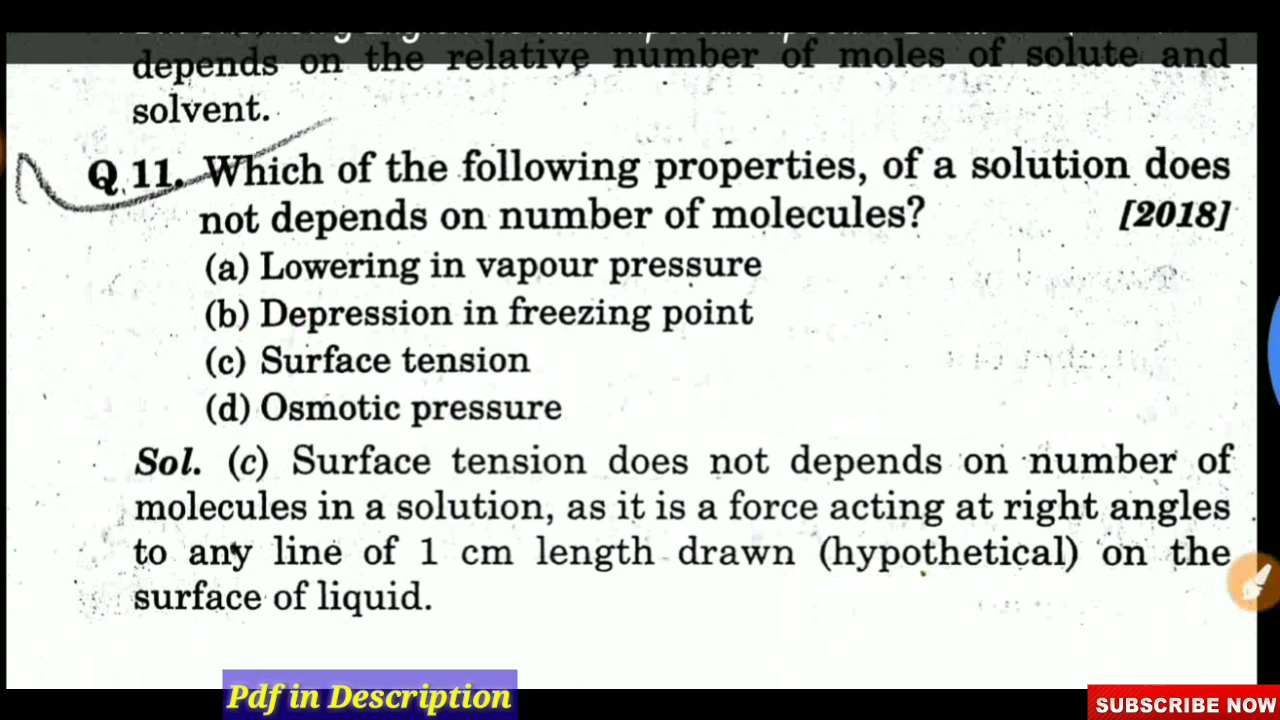 depends on the relative number of moles of solute and
solvent.
Q.11. Which of the following properties, of a solution does
not depends on number of molecules? [2018]
(a) Lowering in vapour pressure
(b) Depression in freezing point
(c) Surface tension
(d) Osmotic pressure
Sol. (c) Surface tension does not depends on number of
molecules in a solution, as it is a force acting at right angles
to any line of 1 cm length drawn (hypothetical) on the
surface of liquid.
Pdf in Description
SUBSCRIBE NOW